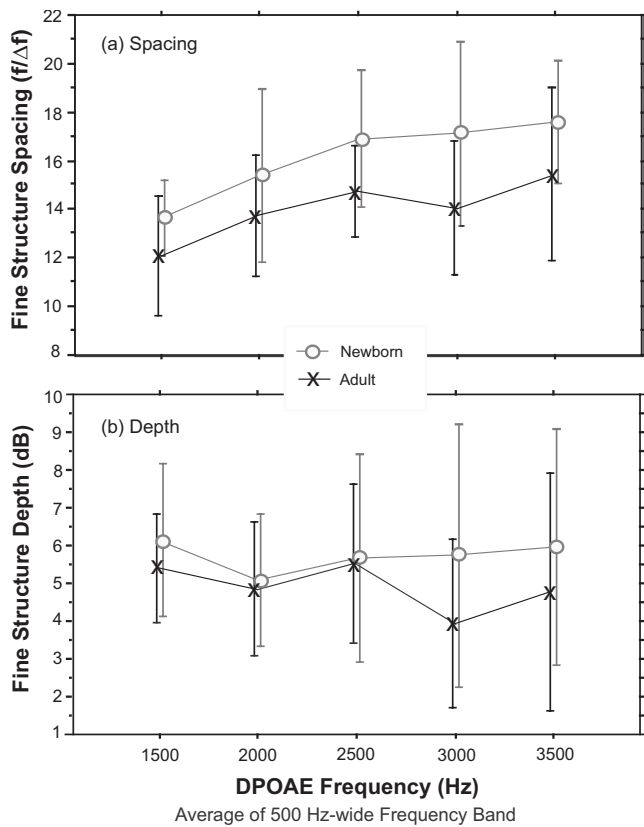 22
20
18
16
14
12
10
8
Fine Structure Spacing (f/Δf)
(a) Spacing
Newborn
Adult
10
9
8
7
6
5
4
3
2
1
Fine Structure Depth (dB)
(b) Depth
1500 2000 2500 3000 3500
DPOAE Frequency (Hz)
Average of 500 Hz-wide Frequency Band